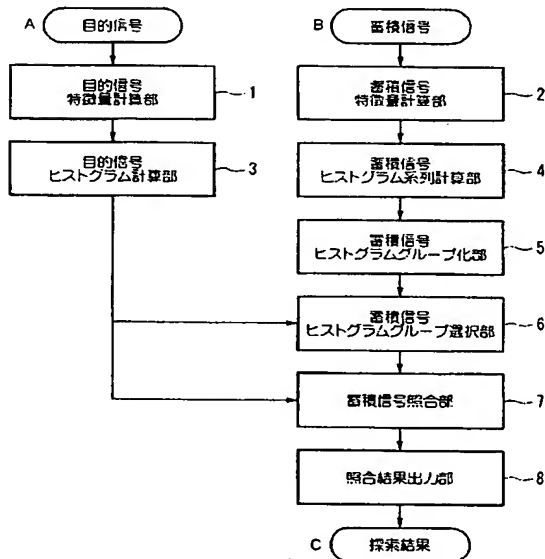 A 目的信号
目的信号
特徴量計算部
1
目的信号
ヒストグラム計算部
3
B 蓄積信号
蓄積信号
特徴量計算部
2
蓄積信号
ヒストグラム系列計算部
4
蓄積信号
ヒストグラムグループ化部
5
蓄積信号
ヒストグラムグループ選択部
6
蓄積信号照合部
7
照合結果出力部
8
C 探索結果